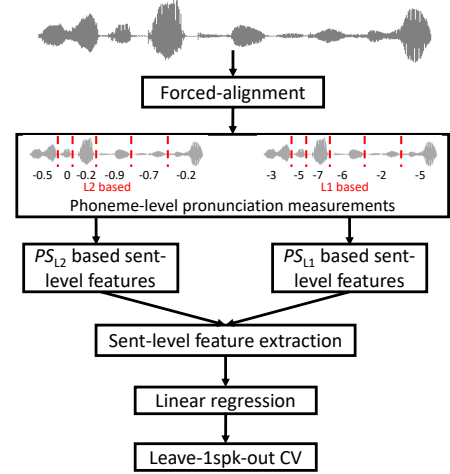 Forced-alignment
-0.5 0 -0.2 -0.9 -0.7 -0.2
-3 -5 -7 -6 -2 -5
L2 based
L1 based
Phoneme-level pronunciation measurements
PSL2 based sent-
level features
PSL1 based sent-
level features
Sent-level feature extraction
Linear regression
Leave-1spk-out CV